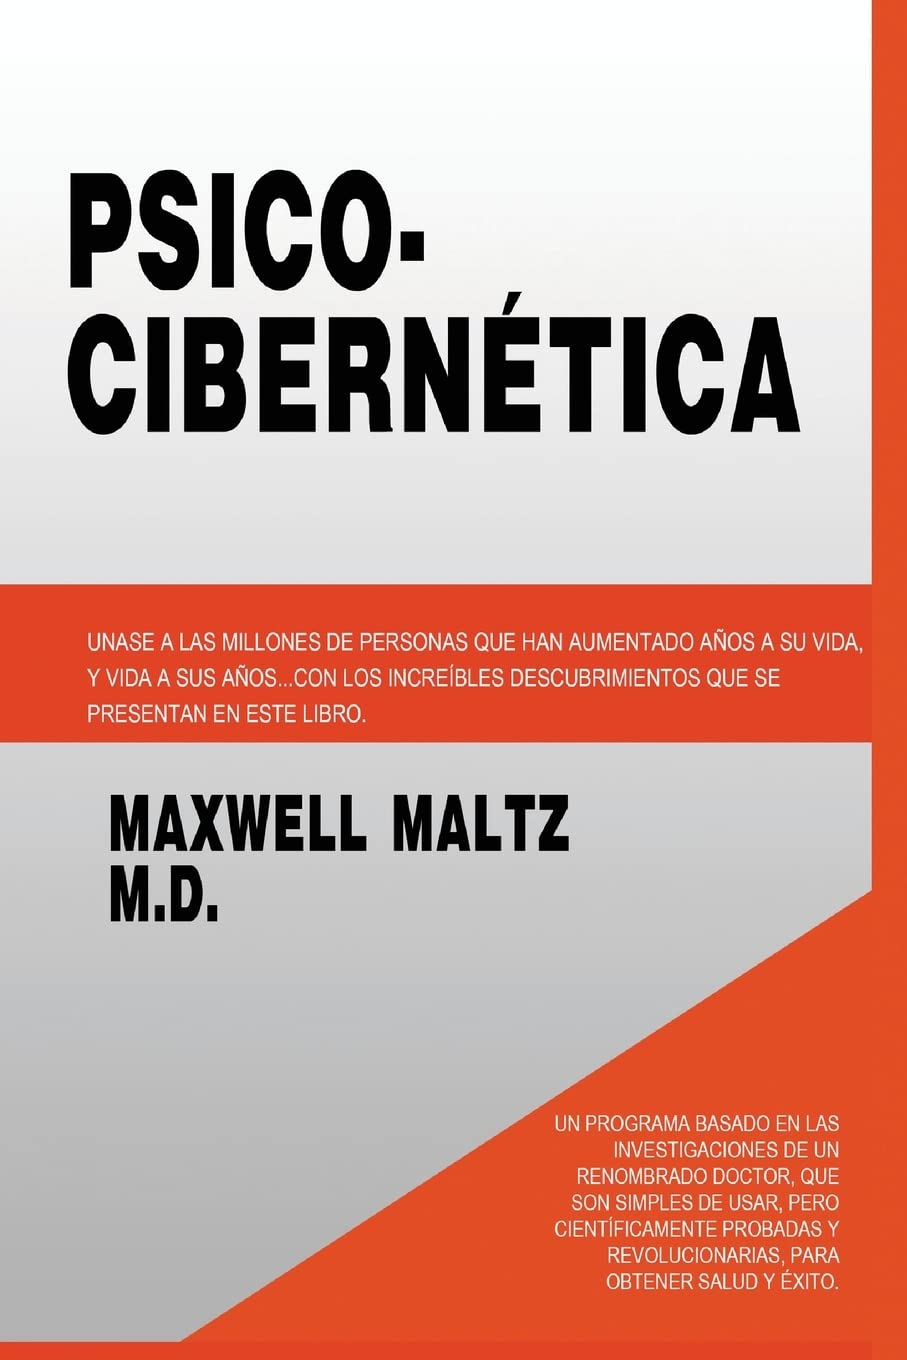 PSICO-
CIBERNÉTICA
UNASE A LAS MILLONES DE PERSONAS QUE HAN AUMENTADO AÑOS A SU VIDA,
Y VIDA A SUS AÑOS...CON LOS INCREÍBLES DESCUBRIMIENTOS QUE SE
PRESENTAN EN ESTE LIBRO.
MAXWELL MALTZ
M.D.
UN PROGRAMA BASADO EN LAS
INVESTIGACIONES DE UN
RENOMBRADO DOCTOR, QUE
SON SIMPLES DE USAR, PERO
CIENTÍFICAMENTE PROBADAS Y
REVOLUCIONARIAS, PARA
OBTENER SALUD Y ÉXITO.